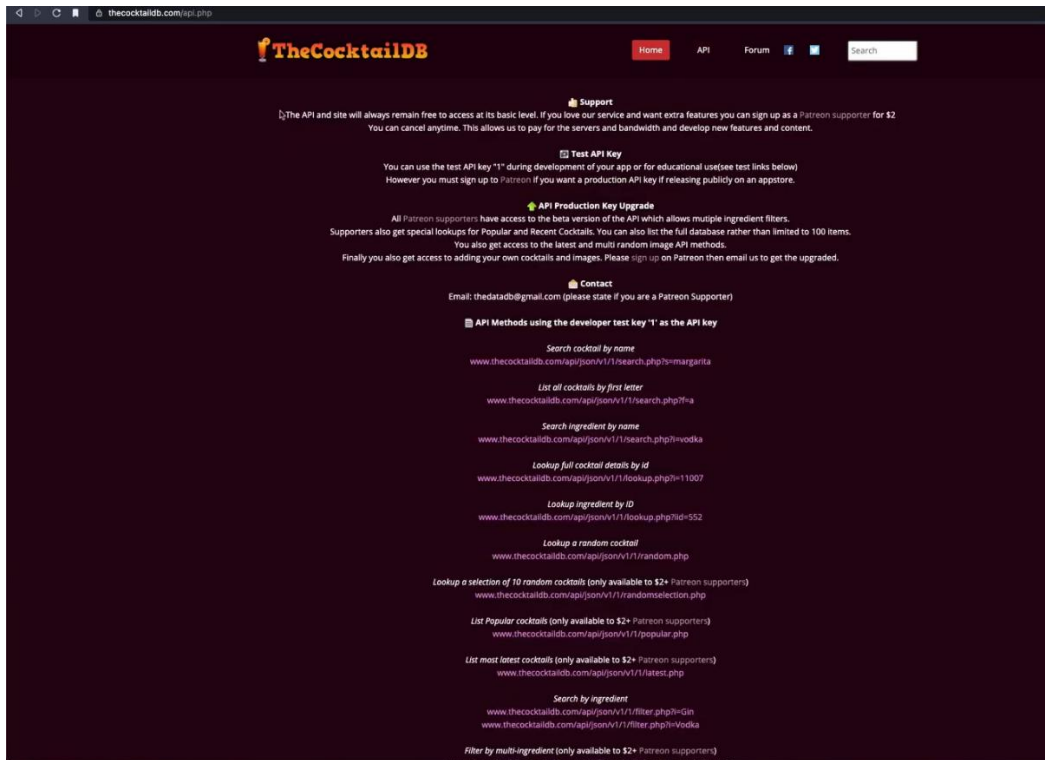 thecocktaildb.com/api.php
TheCocktailDB
Home API Forum Search
Support
The API and site will always remain free to access at its basic level. If you love our service and want extra features you can sign up as a Patreon supporter for $2
You can cancel anytime. This allows us to pay for the servers and bandwidth and develop new features and content.
Test API Key
You can use the test API key "1" during development of your app or for educational use(see test links below)
However you must sign up to Patreon if you want a production API key if releasing publicly on an appstore.
API Production Key Upgrade
All Patreon supporters have access to the beta version of the API which allows mutiple ingredient filters.
Supporters also get special lookups for Popular and Recent Cocktails. You can also list the full database rather than limited to 100 items.
You also get access to the latest and multi random image API methods.
Finally you also get access to adding your own cocktails and images. Please sign up on Patreon then email us to get the upgraded.
Contact
Email: thedatadb@gmail.com (please state if you are a Patreon Supporter)
API Methods using the developer test key '1' as the API key
Search cocktail by name
www.thecocktaildb.com/api/json/v1/1/search.php?s=margarita
List all cocktails by first letter
www.thecocktaildb.com/api/json/v1/1/search.php?f=a
Search ingredient by name
www.thecocktaildb.com/api/json/v1/1/search.php?i=vodka
Lookup full cocktail details by id
www.thecocktaildb.com/api/json/v1/1/lookup.php?i=11007
Lookup ingredient by ID
www.thecocktaildb.com/api/json/v1/1/lookup.php?iid=552
Lookup a random cocktail
www.thecocktaildb.com/api/json/v1/1/random.php
Lookup a selection of 10 random cocktails (only available to $2+ Patreon supporters)
www.thecocktaildb.com/api/json/v1/1/randomselection.php
List Popular cocktails (only available to $2+ Patreon supporters)
www.thecocktaildb.com/api/json/v1/1/popular.php
List most latest cocktails (only available to $2+ Patreon supporters)
www.thecocktaildb.com/api/json/v1/1/latest.php
Search by ingredient
www.thecocktaildb.com/api/json/v1/1/filter.php?i=Gin
www.thecocktaildb.com/api/json/v1/1/filter.php?i=Vodka
Filter by multi-ingredient (only available to $2+ Patreon supporters)